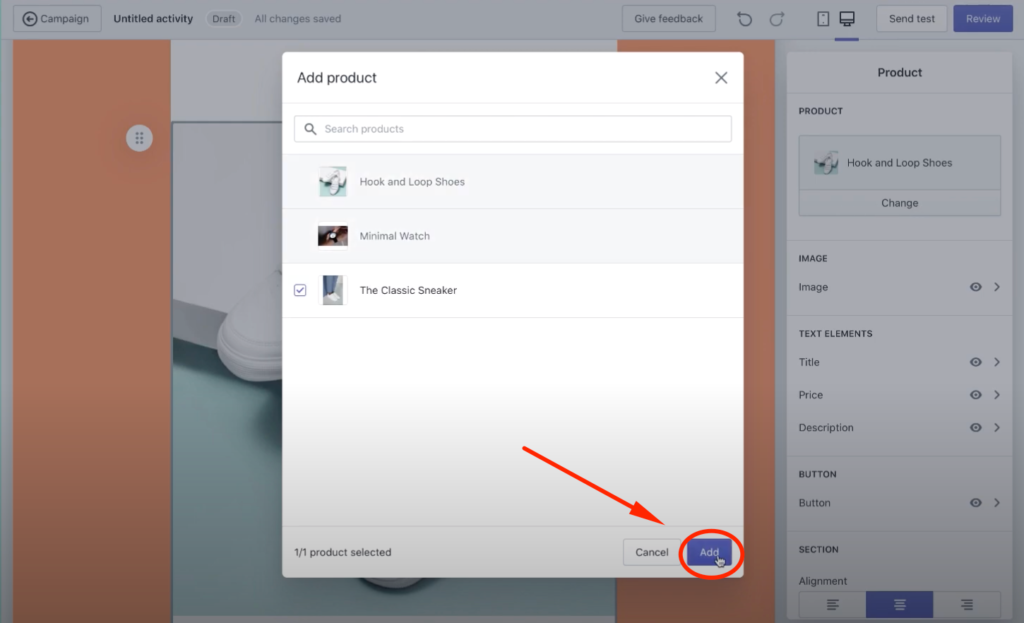 Campaign
Untitled activity
Draft
All changes saved
Give feedback
Send test
Review
Add product
Search products
Hook and Loop Shoes
Minimal Watch
The Classic Sneaker
1/1 product selected
Cancel
Add
Product
PRODUCT
Hook and Loop Shoes
Change
IMAGE
Image
TEXT ELEMENTS
Title
Price
Description
BUTTON
Button
SECTION
Alignment